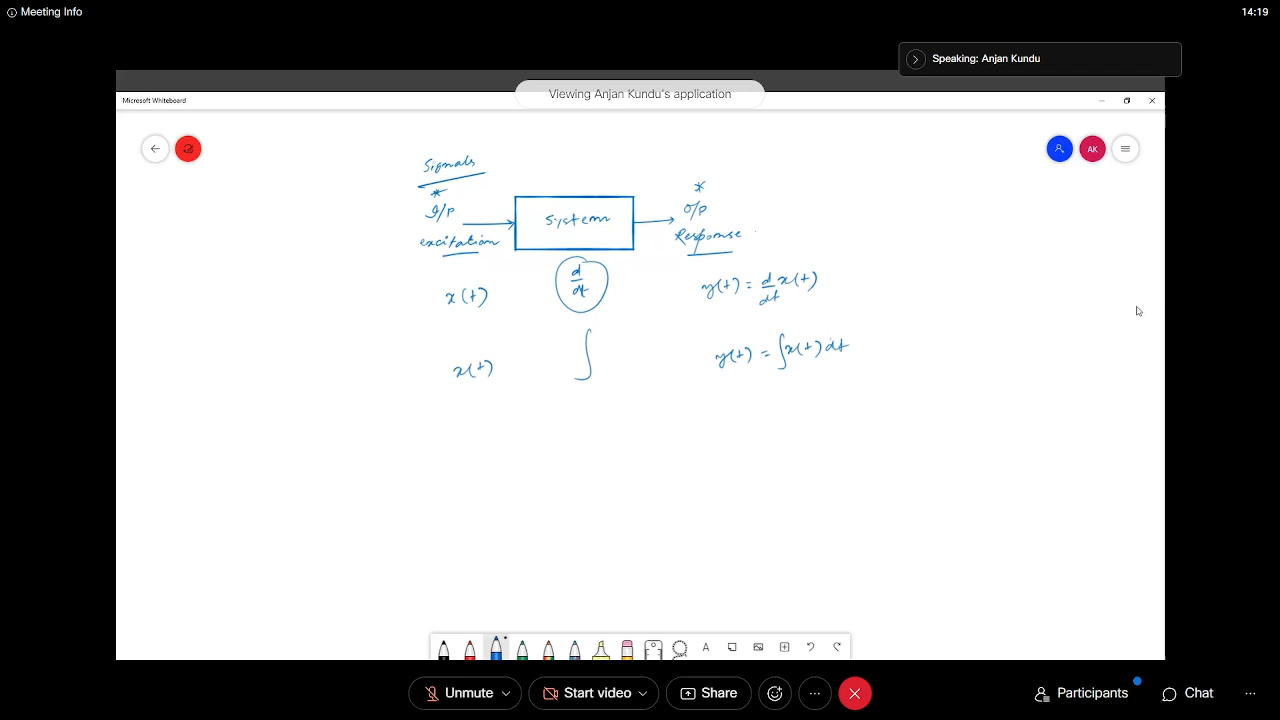 Meeting Info
14:19
Speaking: Anjan Kundu
Viewing Anjan Kundu's application
Microsoft Whiteboard
AK
Signals
*
I/P
excitation
System
*
O/P
Response
x(t)
d/dt
y(t) = d/dt x(t)
x(t)
∫
y(t) = ∫x(t) dt
A
Unmute
Start video
Share
Participants
Chat